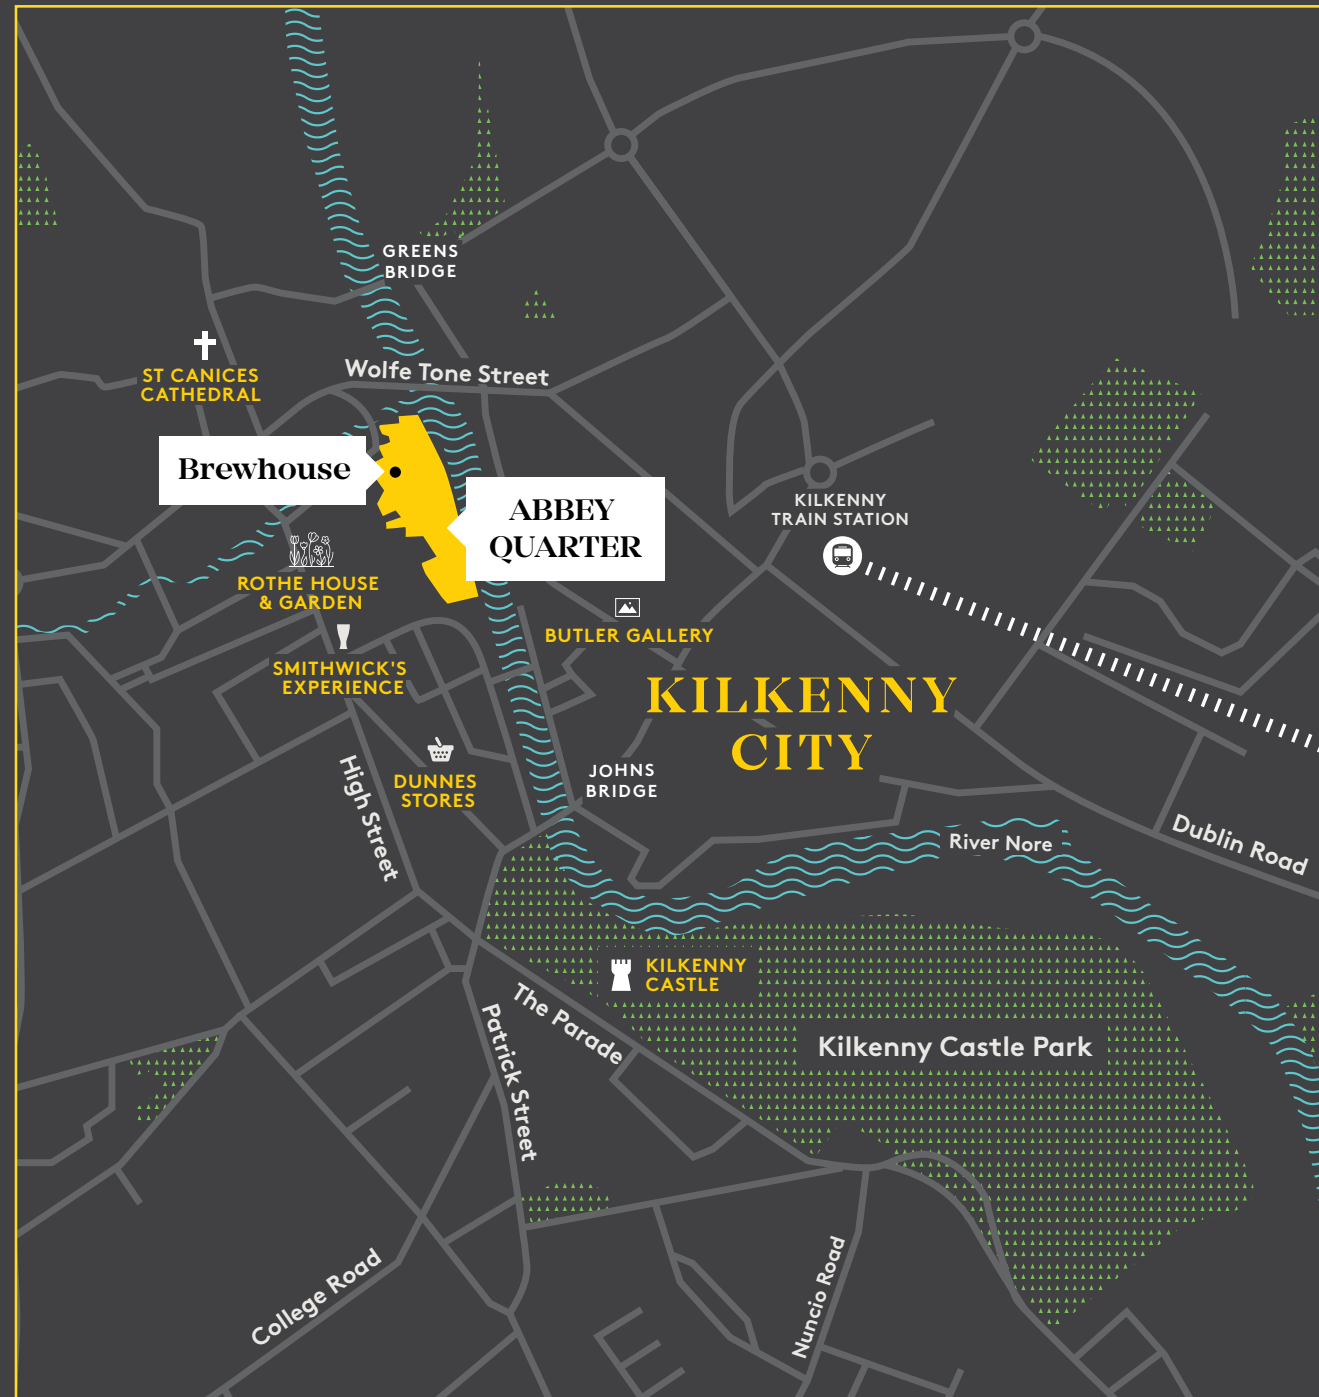 GREENS
BRIDGE
Wolfe Tone Street
ST CANICES
CATHEDRAL
Brewhouse
ABBEY
QUARTER
KILKENNY
TRAIN STATION
ROTHE HOUSE
& GARDEN
BUTLER GALLERY
SMITHWICK'S
EXPERIENCE
KILKENNY
CITY
High Street
DUNNES
STORES
JOHNS
BRIDGE
River Nore
Dublin Road
KILKENNY
CASTLE
The Parade
Patrick Street
Kilkenny Castle Park
College Road
Nuncio Road